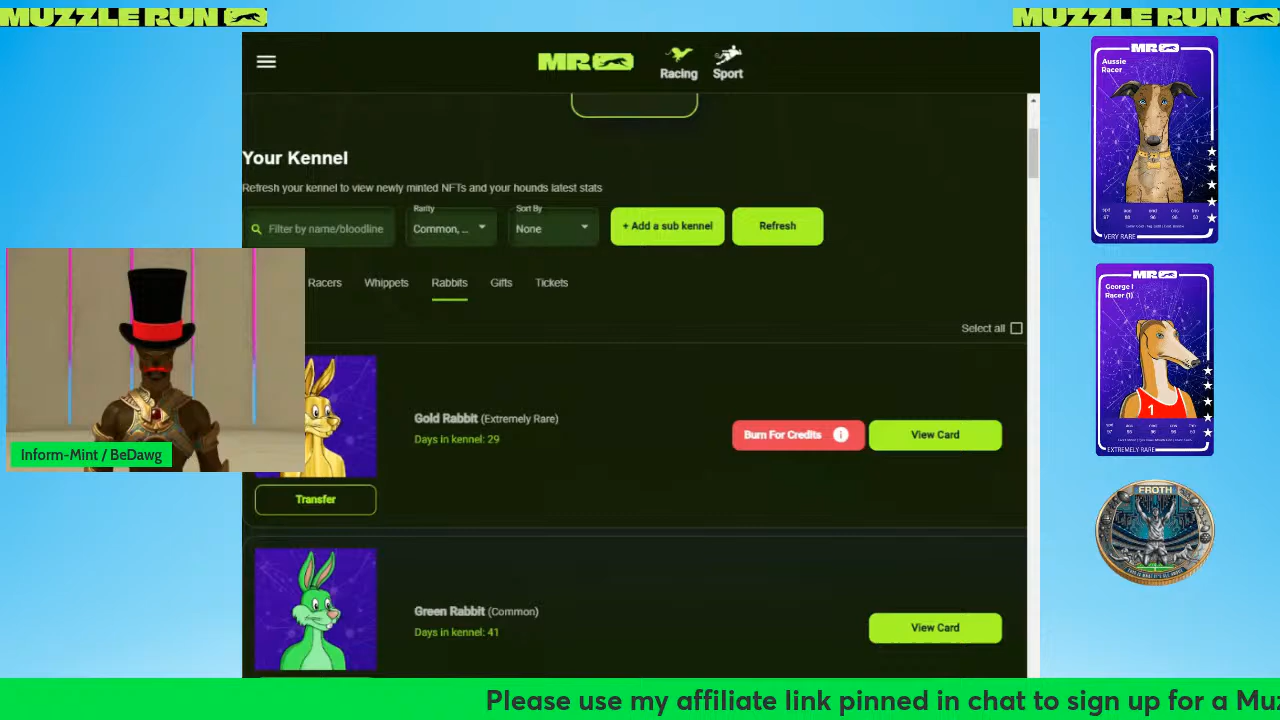 MUZZLE RUN
MUZZLE RUN
MR
Racing
Sport
Your Kennel
Refresh your kennel to view newly minted NFTs and your hounds latest stats
Filter by name/bloodline
Rarity
Common, ...
Sort By
None
+ Add a sub kennel
Refresh
Racers
Whippets
Rabbits
Gifts
Tickets
Select all
Gold Rabbit (Extremely Rare)
Days in kennel: 29
Burn For Credits
View Card
Transfer
Green Rabbit (Common)
Days in kennel: 41
View Card
Inform-Mint / BeDawg
MR
Aussie
Racer
VERY RARE
MR
George I
Racer (1)
1
EXTREMELY RARE
FROTH
Please use my affiliate link pinned in chat to sign up for a Muz